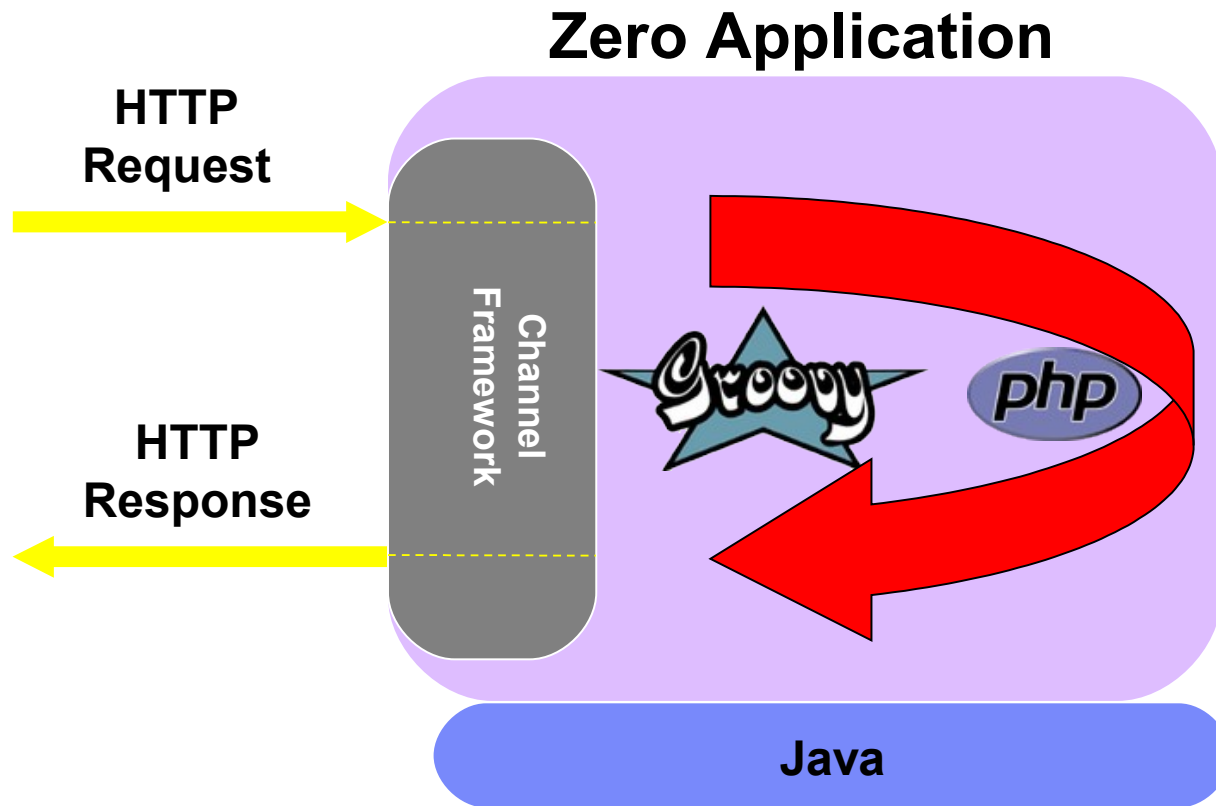 Zero Application
HTTP
Request
Channel
Framework
Groovy
php
HTTP
Response
Java